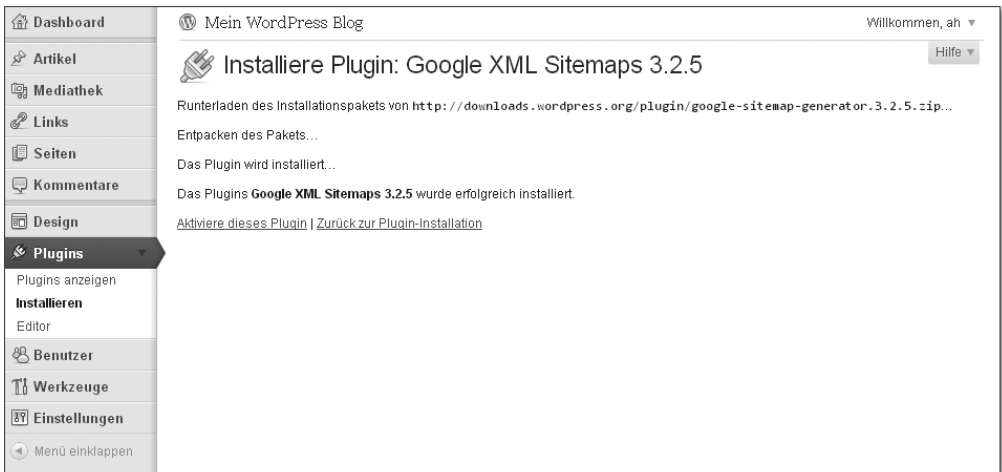 Dashboard
Artikel
Mediathek
Links
Seiten
Kommentare
Design
Plugins
Plugins anzeigen
Installieren
Editor
Benutzer
Werkzeuge
Einstellungen
Menü einklappen
Mein WordPress Blog
Willkommen, ah
Hilfe
Installiere Plugin: Google XML Sitemaps 3.2.5
Runterladen des Installationspakets von http://downloads.wordpress.org/plugin/google-sitemap-generator.3.2.5.zip…
Entpacken des Pakets…
Das Plugin wird installiert…
Das Plugins Google XML Sitemaps 3.2.5 wurde erfolgreich installiert.
Aktiviere dieses Plugin | Zurück zur Plugin-Installation